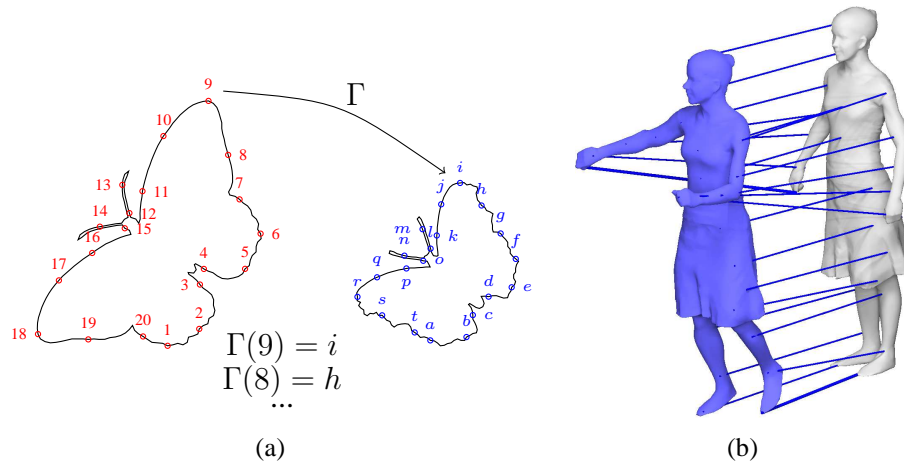 9
Γ
10
8
13
7
i
j
h
11
14
12
15
16
6
m
l
g
n
k
f
o
17
4
5
q
p
3
r
d
e
s
c
18
19
20
1
2
t
a
b
Γ(9) = i
Γ(8) = h
...
(a)
(b)